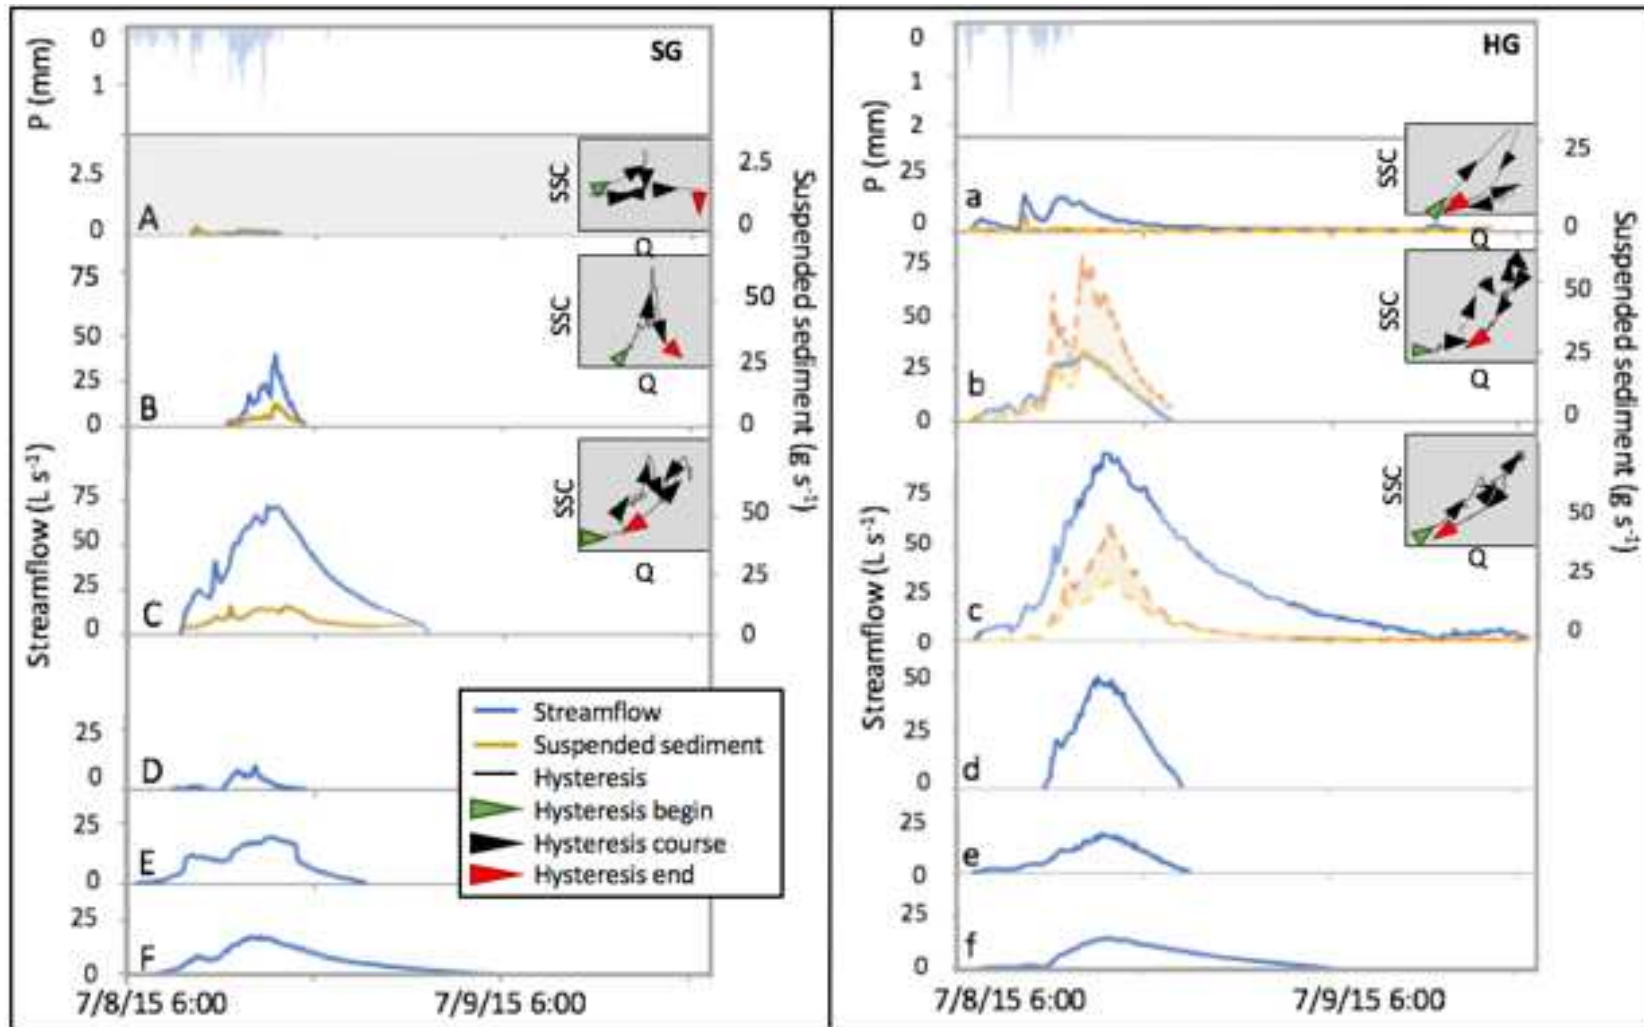 SG
0
1
P (mm)
2.5
0
A
SSC
Q
2.5
0
75
50
25
0
B
SSC
Q
50
25
0
Suspended sediment (g s⁻¹)
75
50
25
0
C
SSC
Q
50
25
0
Streamflow (L s⁻¹)
25
0
D
25
0
E
25
0
F
7/8/15 6:00
7/9/15 6:00
Streamflow
Suspended sediment
Hysteresis
Hysteresis begin
Hysteresis course
Hysteresis end
HG
0
1
2
P (mm)
25
0
a
SSC
Q
25
0
75
50
25
0
b
SSC
Q
50
25
0
Suspended sediment (g s⁻¹)
75
50
25
0
c
SSC
Q
50
25
0
Streamflow (L s⁻¹)
50
25
0
d
25
0
e
25
0
f
7/8/15 6:00
7/9/15 6:00